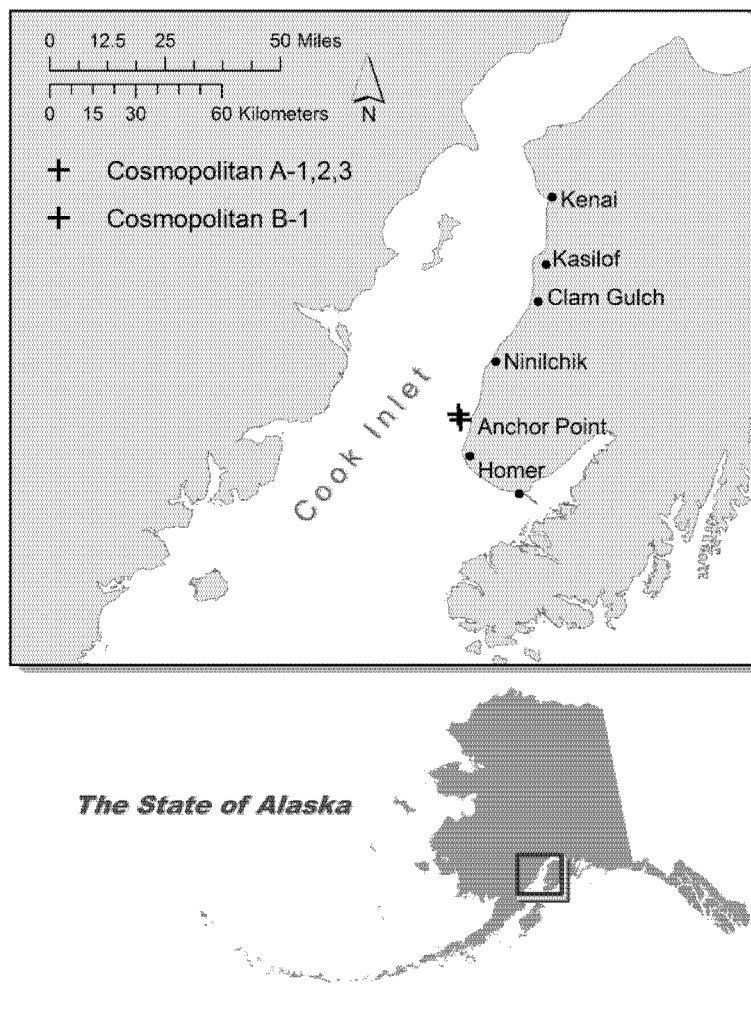 0 12.5 25 50 Miles
0 15 30 60 Kilometers
N
Cosmopolitan A-1,2,3
Cosmopolitan B-1
Kenai
Kasilof
Clam Gulch
Ninilchik
Anchor Point
Homer
Cook Inlet
The State of Alaska